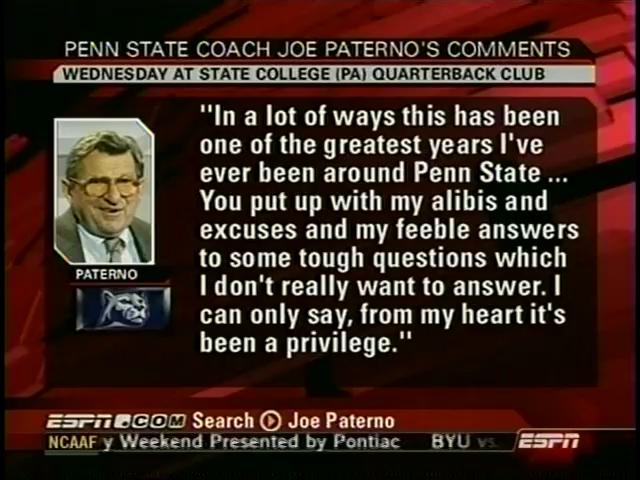 PENN STATE COACH JOE PATERNO'S COMMENTS
WEDNESDAY AT STATE COLLEGE (PA) QUARTERBACK CLUB
"In a lot of ways this has been
one of the greatest years I've
ever been around Penn State ...
You put up with my alibis and
excuses and my feeble answers
to some tough questions which
I don't really want to answer. I
can only say, from my heart it's
been a privilege."
PATERNO
ESPN.COM Search Joe Paterno
NCAAF y Weekend Presented by Pontiac BYU vs. ESPN